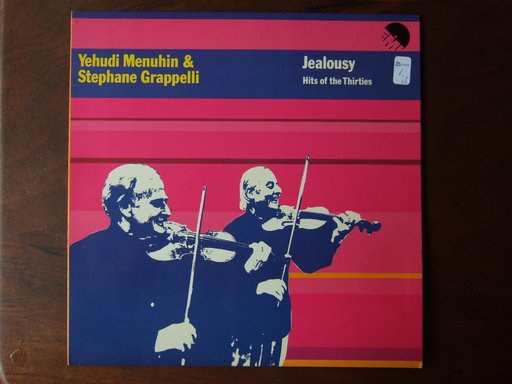 Yehudi Menuhin &
Stephane Grappelli
Jealousy
Hits of the Thirties